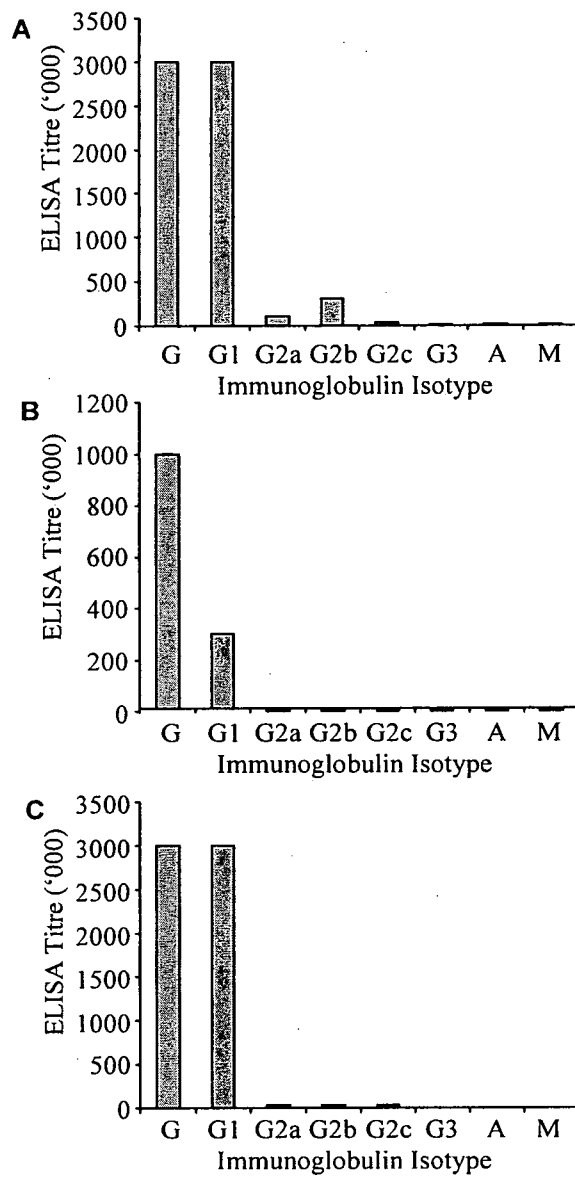 A
ELISA Titre ('000)
3500
3000
2500
2000
1500
1000
500
0
G G1 G2a G2b G2c G3 A M
Immunoglobulin Isotype
B
ELISA Titre ('000)
1200
1000
800
600
400
200
0
G G1 G2a G2b G2c G3 A M
Immunoglobulin Isotype
C
ELISA Titre ('000)
3500
3000
2500
2000
1500
1000
500
0
G G1 G2a G2b G2c G3 A M
Immunoglobulin Isotype